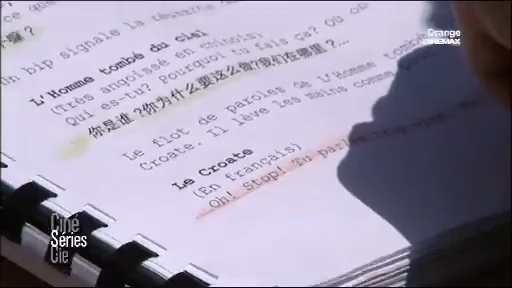 ce que
嘛？
Un bip signale la
L'Homme tombé du Ciel
(Très angoissé en chinois)
Qui es-tu? Pourquoi tu fais ça? Où
你是谁？你为什么要这么做？我们在哪里？...
Le flot de paroles de l'Homme tombé
Croate. Il lève les mains comme
Le Croate
(En français)
Oh! Stop! Tu
Orange
CINEMAX
Ciné
Séries
Cie